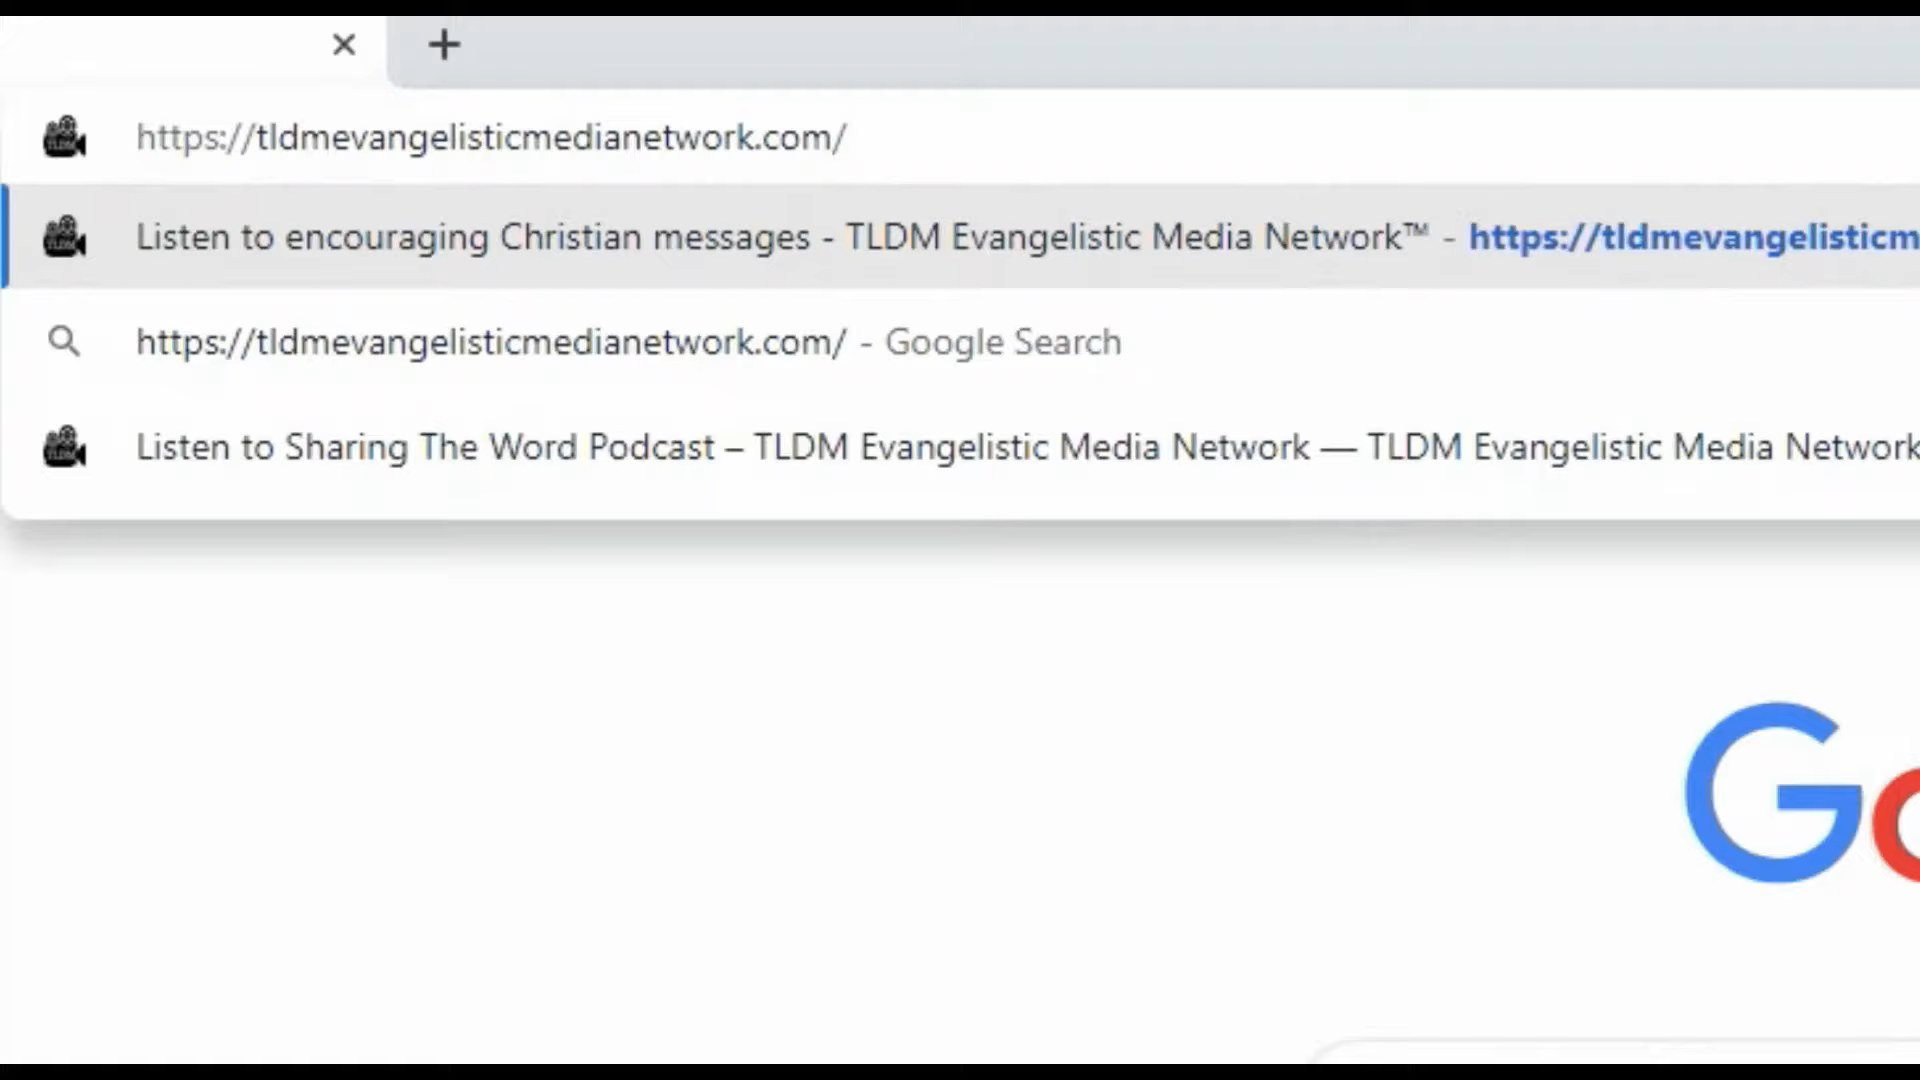 https://tldmevangelisticmedianetwork.com/
Listen to encouraging Christian messages - TLDM Evangelistic Media Network™ - https://tldmevangelisticm
https://tldmevangelisticmedianetwork.com/ - Google Search
Listen to Sharing The Word Podcast – TLDM Evangelistic Media Network — TLDM Evangelistic Media Network
Go